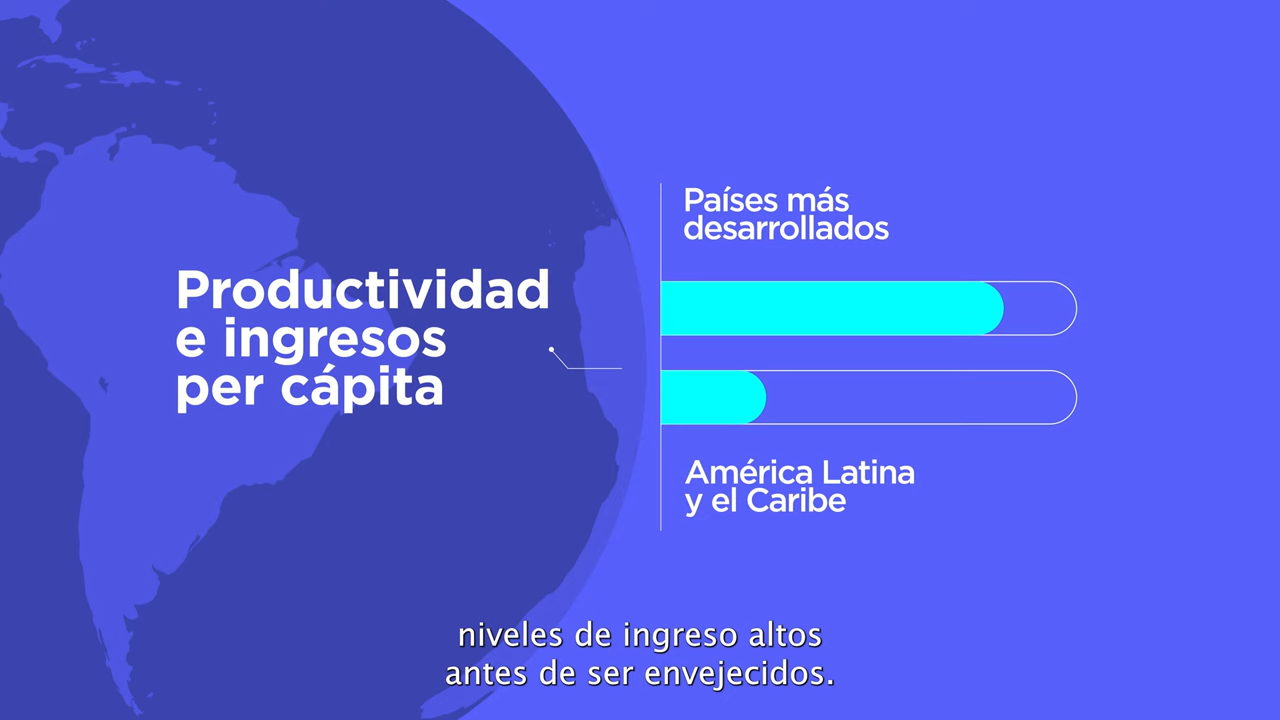 Productividad
e ingresos
per cápita
Países más
desarrollados
América Latina
y el Caribe
niveles de ingreso altos
antes de ser envejecidos.